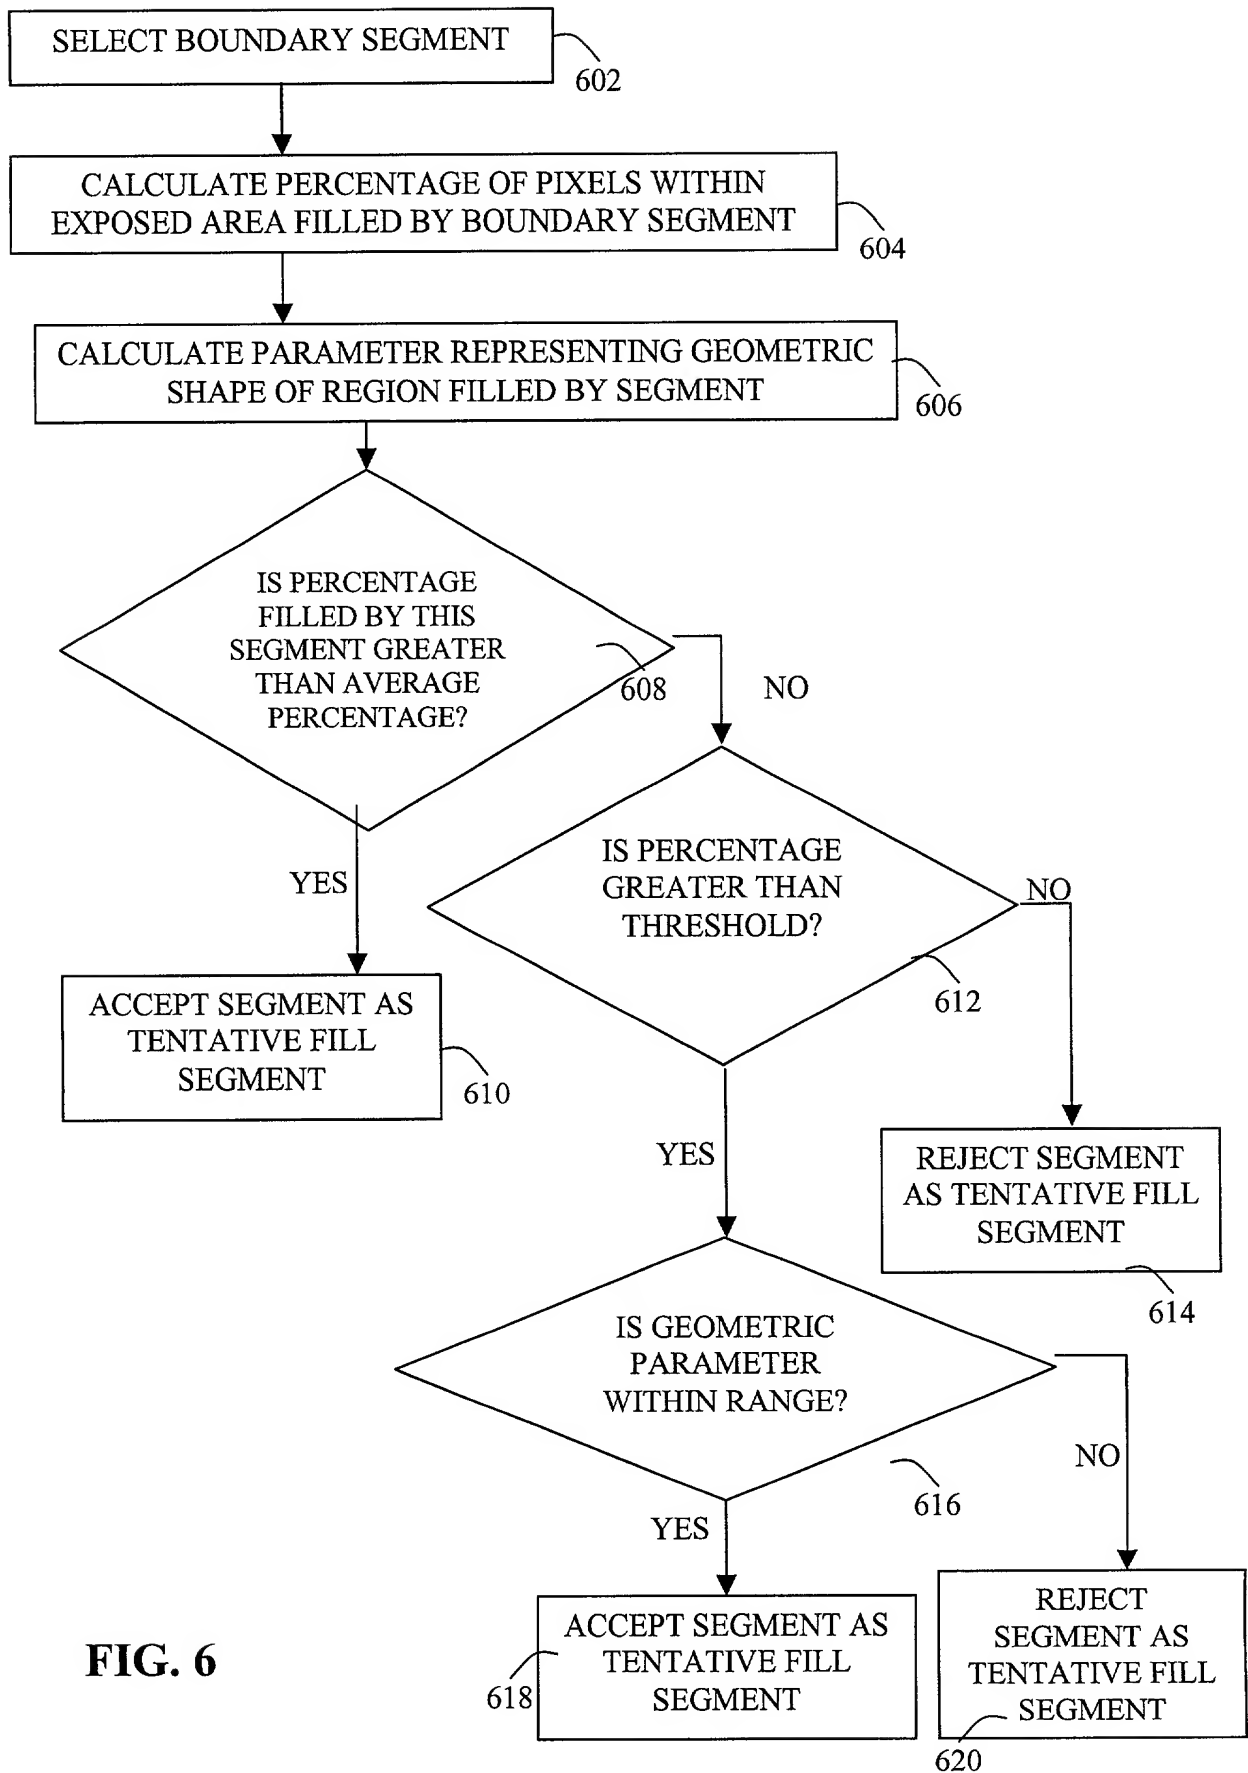 SELECT BOUNDARY SEGMENT
602
CALCULATE PERCENTAGE OF PIXELS WITHIN
EXPOSED AREA FILLED BY BOUNDARY SEGMENT
604
CALCULATE PARAMETER REPRESENTING GEOMETRIC
SHAPE OF REGION FILLED BY SEGMENT
606
IS PERCENTAGE
FILLED BY THIS
SEGMENT GREATER
THAN AVERAGE
PERCENTAGE?
608
NO
YES
IS PERCENTAGE
GREATER THAN
THRESHOLD?
612
NO
ACCEPT SEGMENT AS
TENTATIVE FILL
SEGMENT
610
YES
REJECT SEGMENT
AS TENTATIVE FILL
SEGMENT
614
IS GEOMETRIC
PARAMETER
WITHIN RANGE?
616
NO
YES
ACCEPT SEGMENT AS
TENTATIVE FILL
SEGMENT
618
REJECT
SEGMENT AS
TENTATIVE FILL
SEGMENT
620
FIG. 6